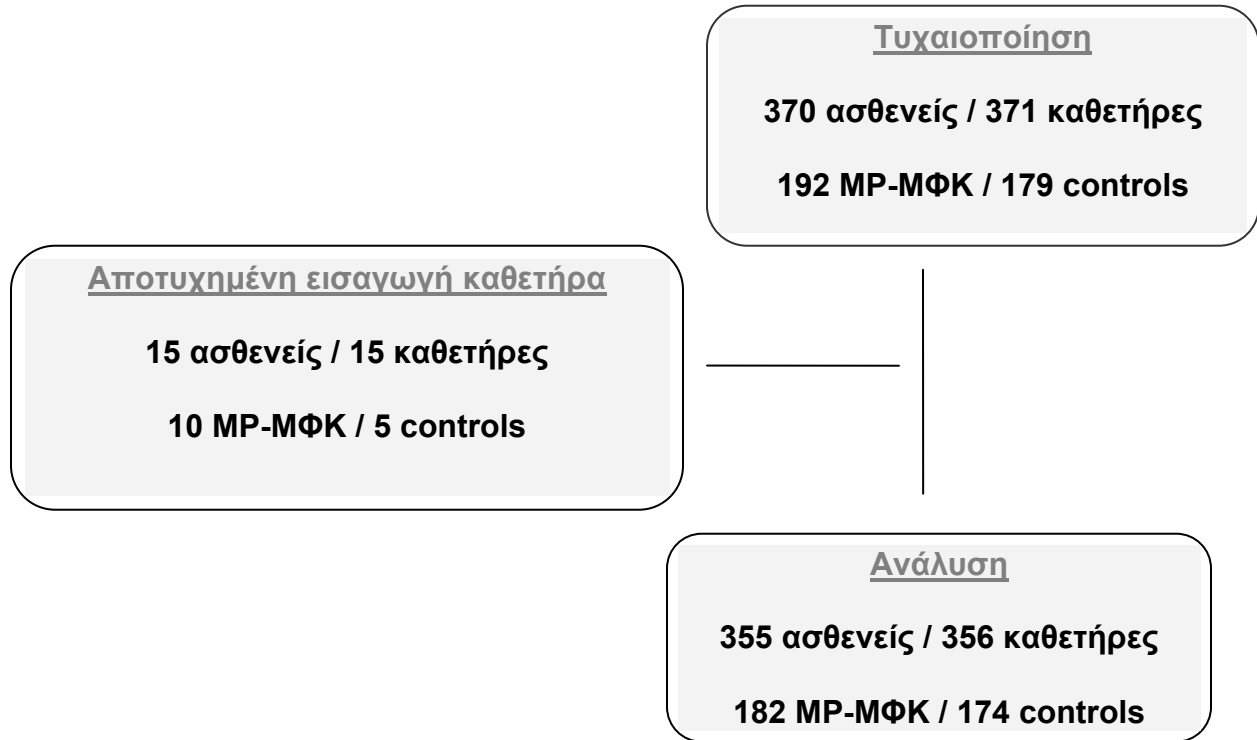 Τυχαιοποίηση
370 ασθενείς / 371 καθετήρες
192 ΜΡ-ΜΦΚ / 179 controls
Αποτυχημένη εισαγωγή καθετήρα
15 ασθενείς / 15 καθετήρες
10 ΜΡ-ΜΦΚ / 5 controls
Ανάλυση
355 ασθενείς / 356 καθετήρες
182 ΜΡ-ΜΦΚ / 174 controls